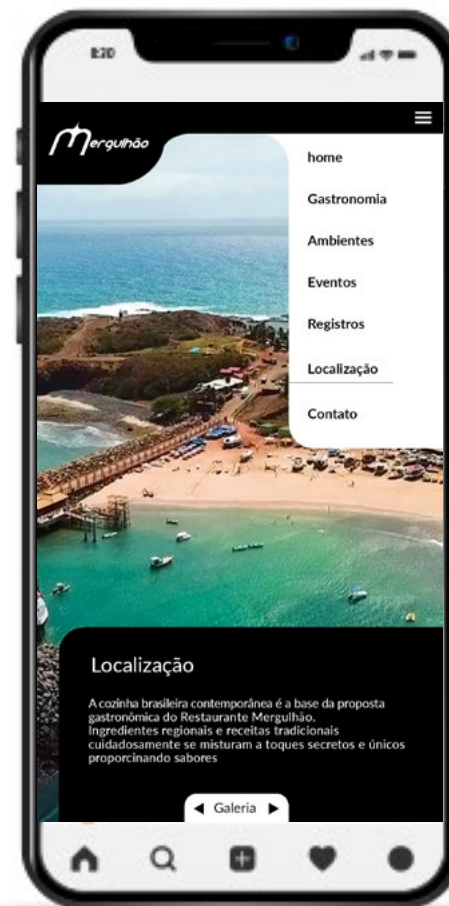 8:20
Mergulhão
home
Gastronomia
Ambientes
Eventos
Registros
Localização
Contato
Localização
A cozinha brasileira contemporânea é a base da proposta
gastronômica do Restaurante Mergulhão.
Ingredientes regionais e receitas tradicionais
cuidadosamente se misturam a toques secretos e únicos
proporcinando sabores
Galeria